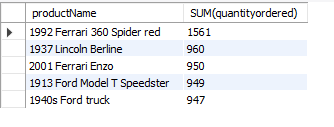 productName SUM(quantityordered)
1992 Ferrari 360 Spider red 1561
1937 Lincoln Berline 960
2001 Ferrari Enzo 950
1913 Ford Model T Speedster 949
1940s Ford truck 947